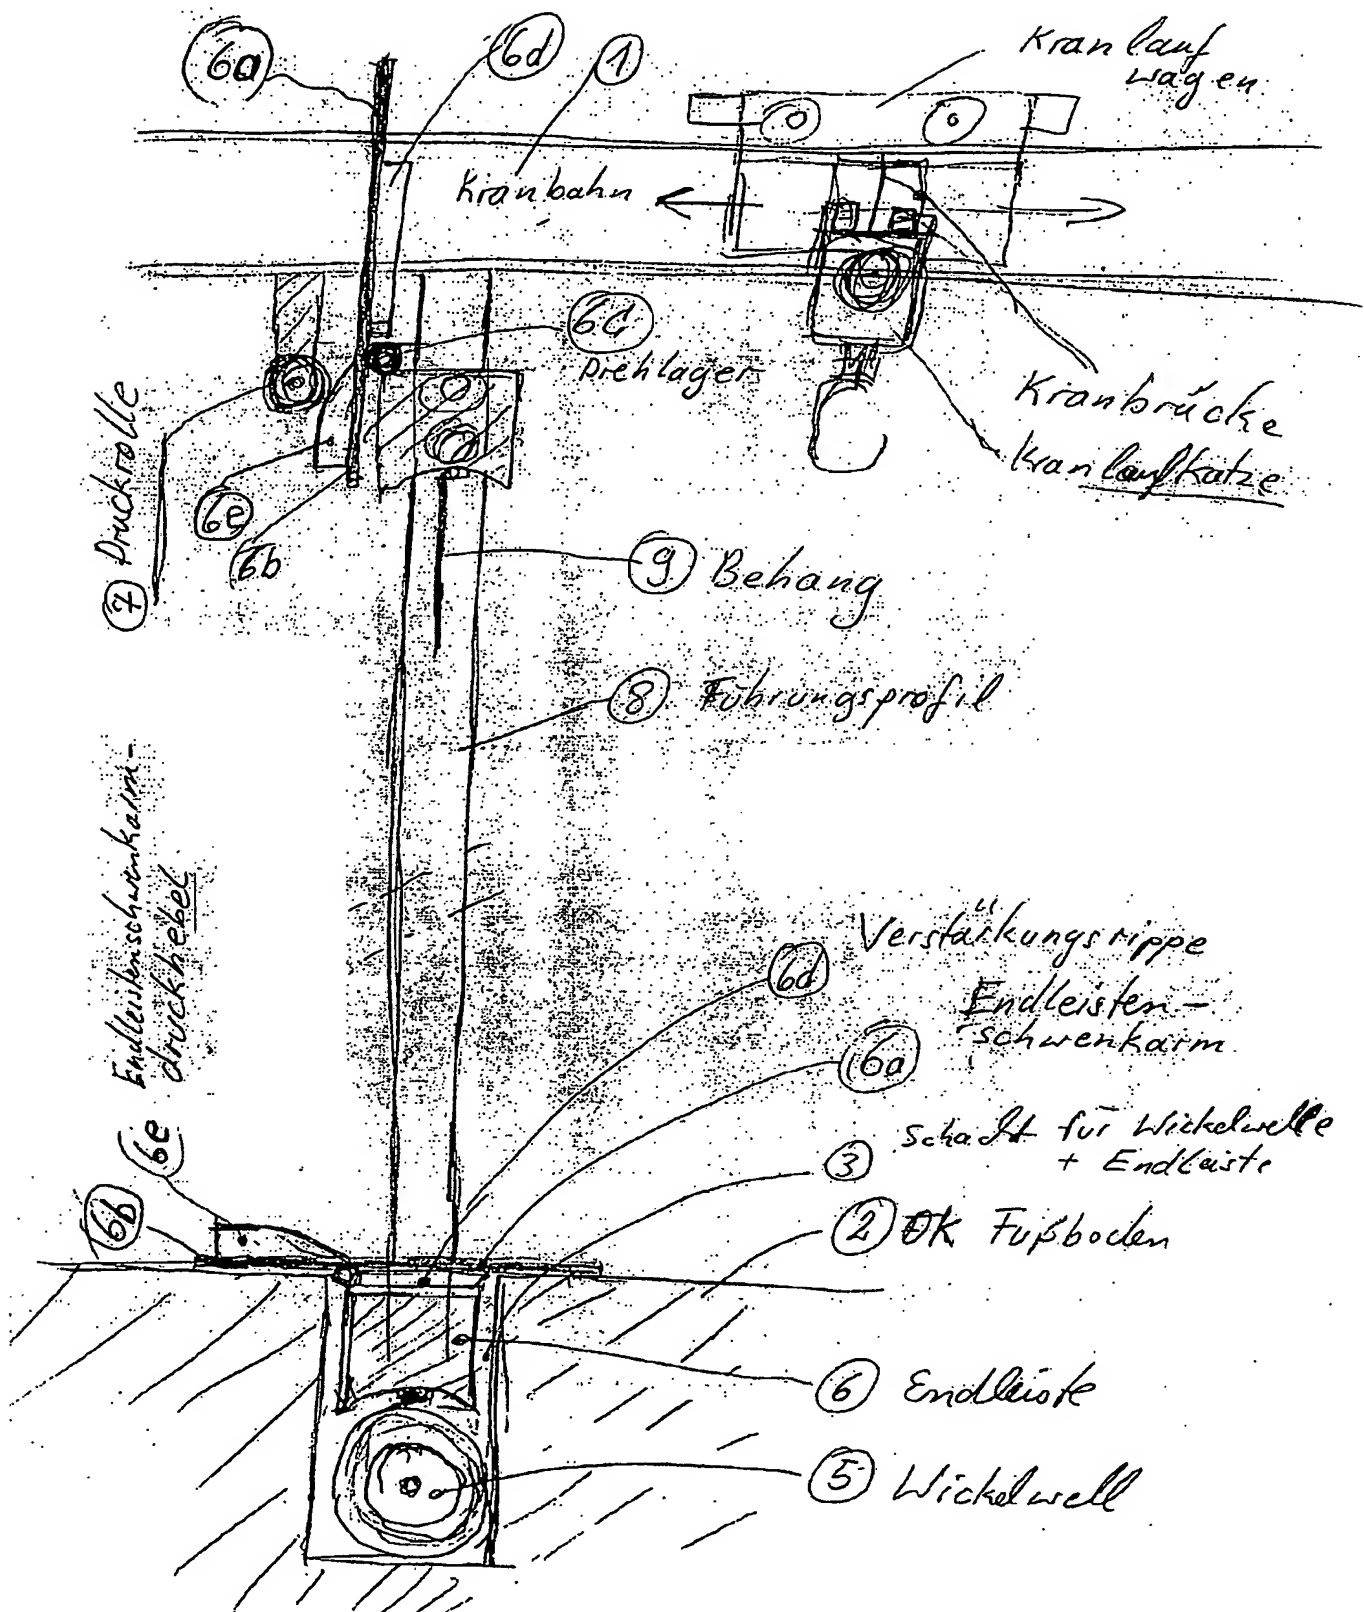 6a
6d
1
Kranlauf
wagen
Kranbahn
6c
Drehlager
Kranbrücke
Kranlaufkatze
7 Druckrolle
6e
6b
9 Behang
8 Führungsprofil
Endleistenschwenkarm-
druckhebel
6e
6b
6d
Verstärkungsrippe
Endleisten-
schwenkarm
6a
3
Schacht für Wickelwelle
+ Endleiste
2 OK Fußboden
6 Endleiste
5 Wickelwell